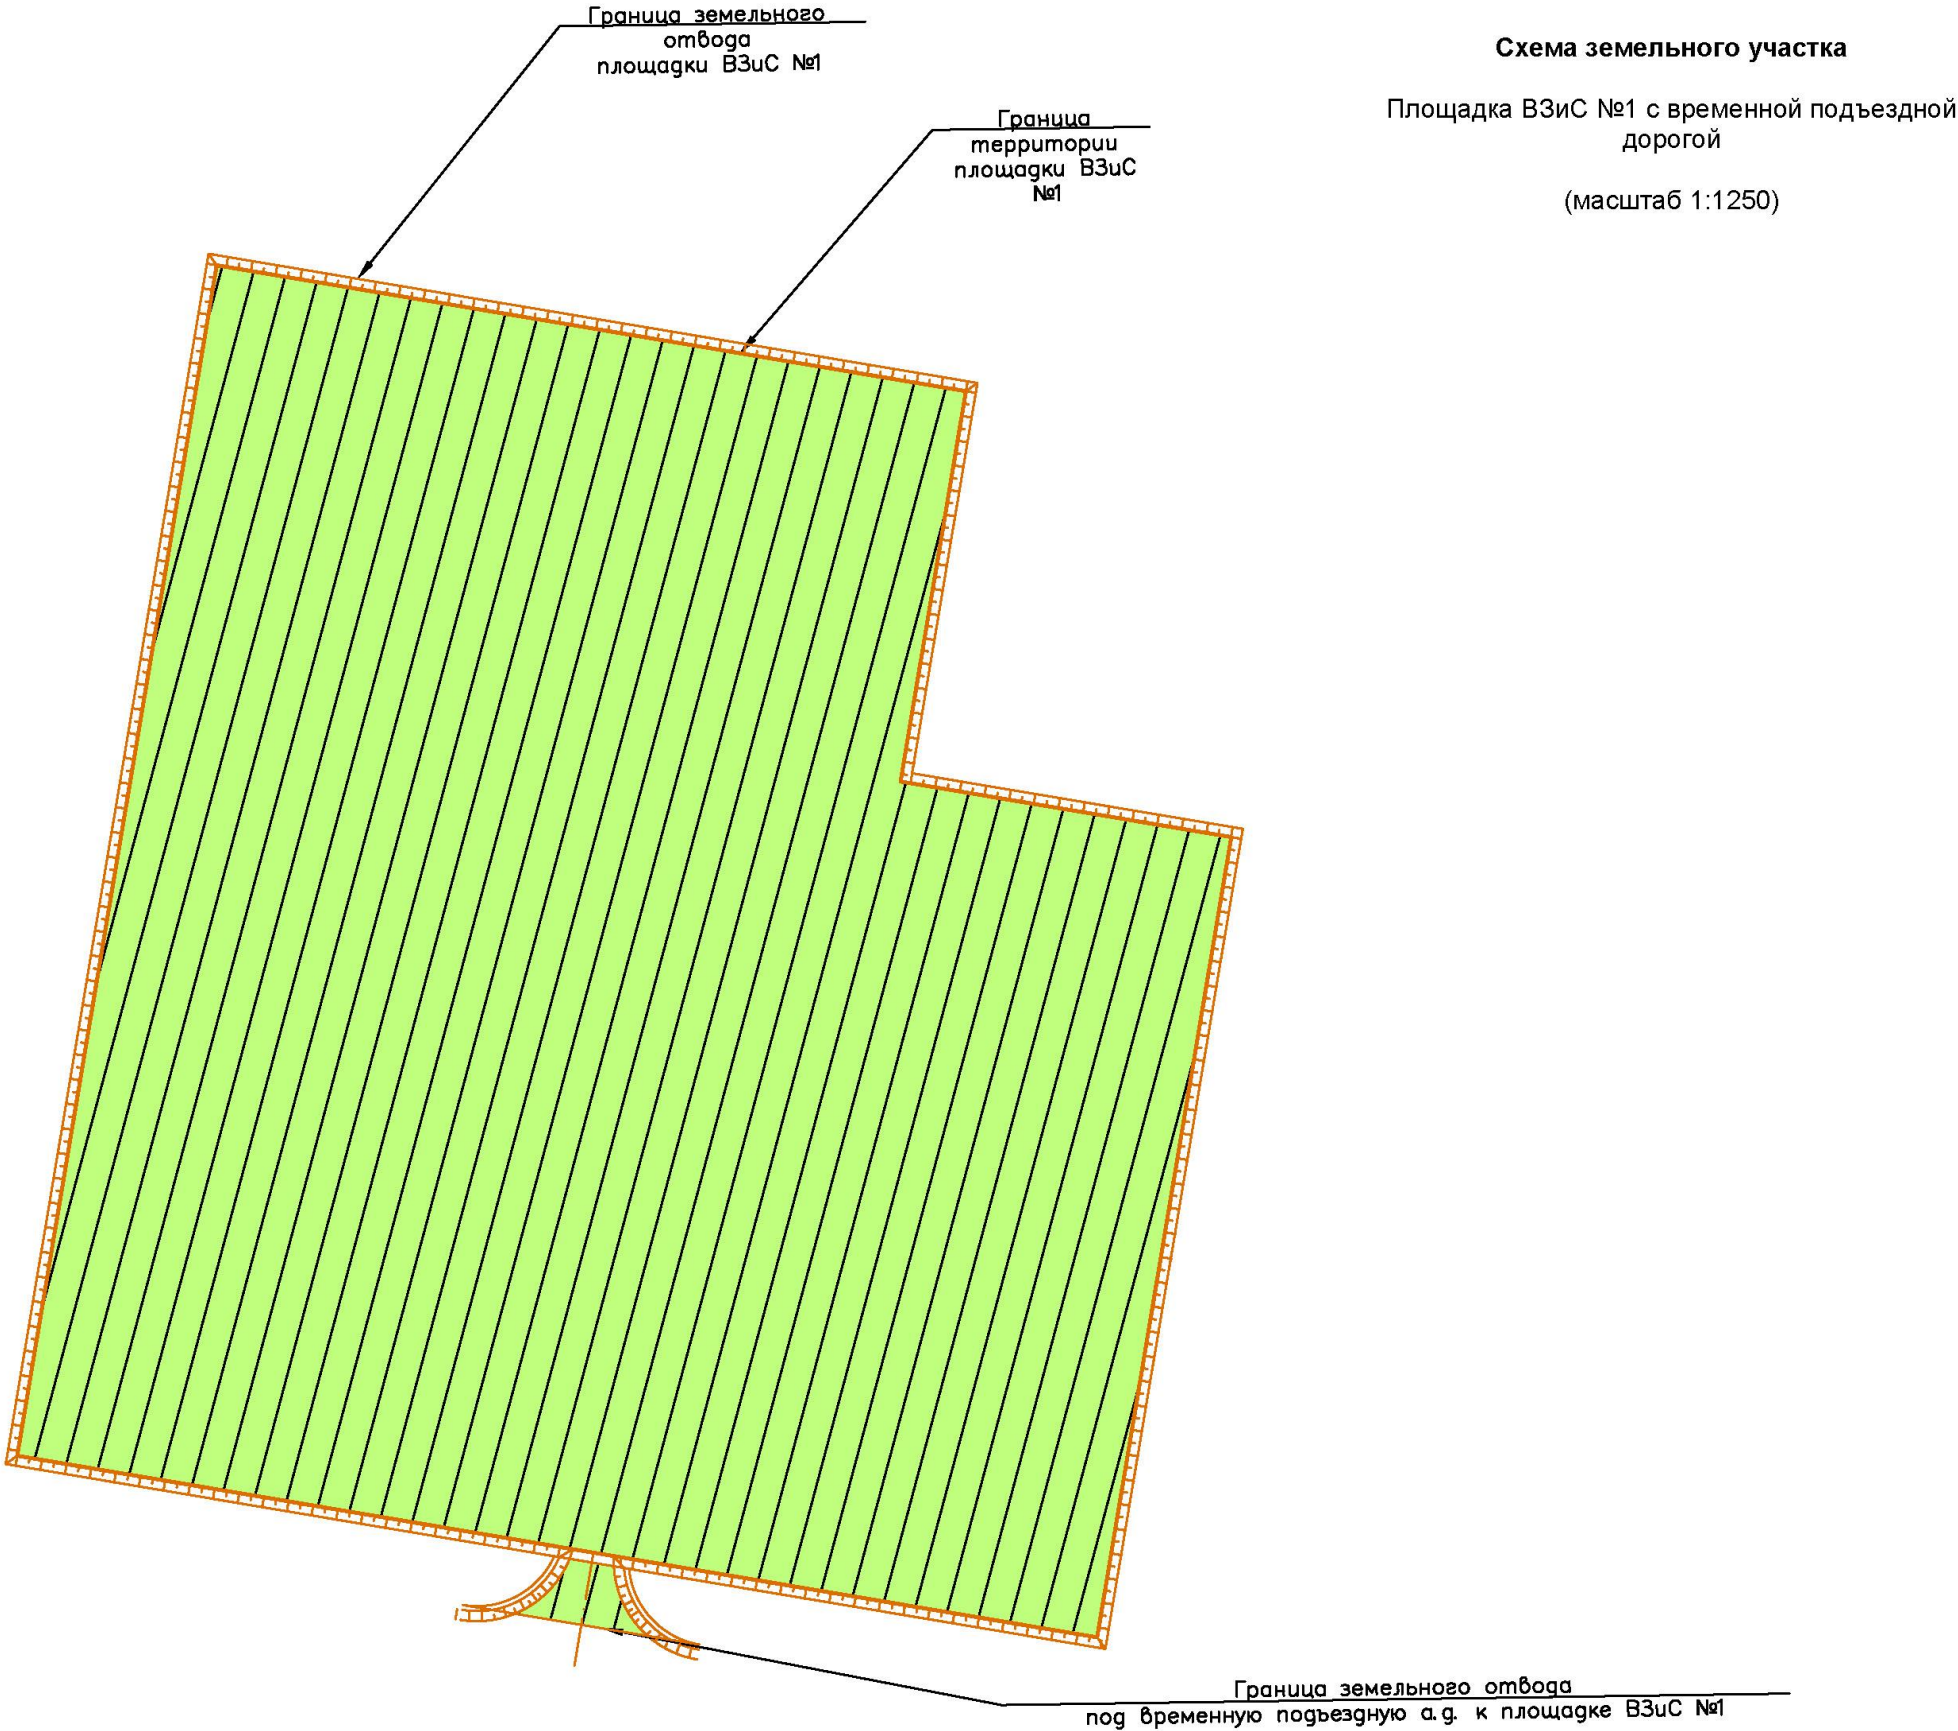 Граница земельного
отвода
площадки ВЗиС №1
Схема земельного участка
Площадка ВЗиС №1 с временной подъездной
дорогой
(масштаб 1:1250)
Граница
территории
площадки ВЗиС
№1
Граница земельного отвода
под временную подъездную а.д. к площадке ВЗиС №1